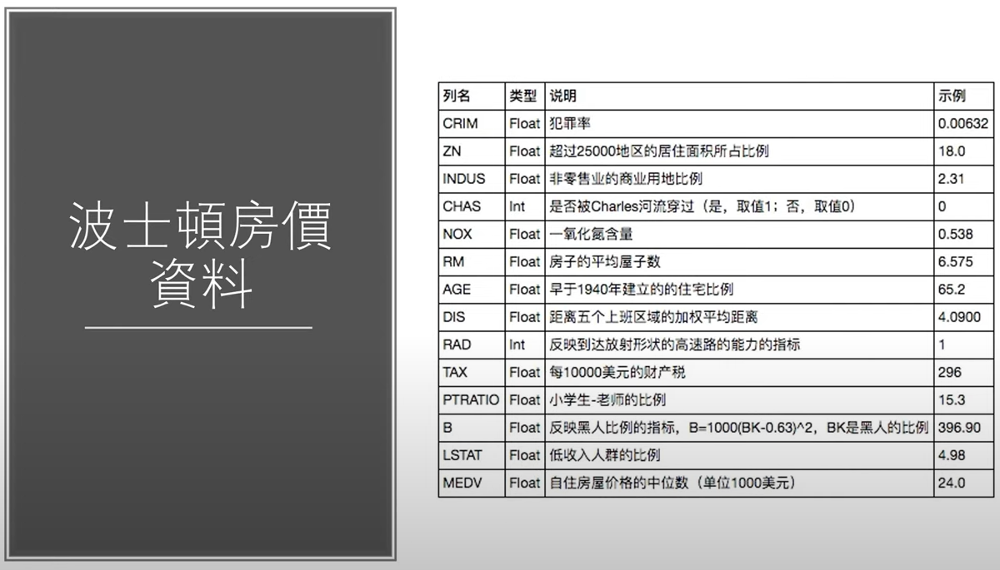 波士頓房價
資料
列名 类型 说明 示例
CRIM Float 犯罪率 0.00632
ZN Float 超过25000地区的居住面积所占比例 18.0
INDUS Float 非零售业的商业用地比例 2.31
CHAS Int 是否被Charles河流穿过（是，取值1；否，取值0） 0
NOX Float 一氧化氮含量 0.538
RM Float 房子的平均屋子数 6.575
AGE Float 早于1940年建立的的住宅比例 65.2
DIS Float 距离五个上班区域的加权平均距离 4.0900
RAD Int 反映到达放射形状的高速路的能力的指标 1
TAX Float 每10000美元的财产税 296
PTRATIO Float 小学生-老师的比例 15.3
B Float 反映黑人比例的指标，B=1000(BK-0.63)^2，BK是黑人的比例 396.90
LSTAT Float 低收入人群的比例 4.98
MEDV Float 自住房屋价格的中位数（单位1000美元） 24.0